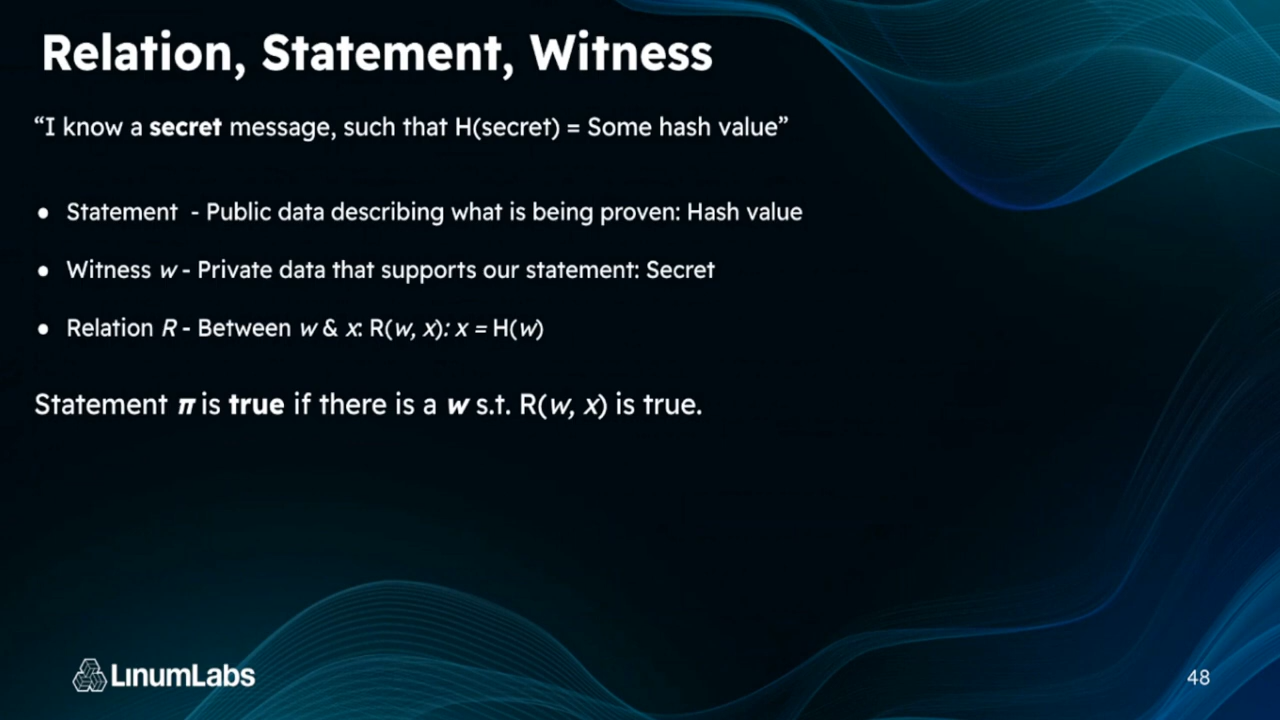 Relation, Statement, Witness
“I know a secret message, such that H(secret) = Some hash value”
● Statement - Public data describing what is being proven: Hash value
● Witness w - Private data that supports our statement: Secret
● Relation R - Between w & x: R(w, x): x = H(w)
Statement π is true if there is a w s.t. R(w, x) is true.
LınumLabs
48